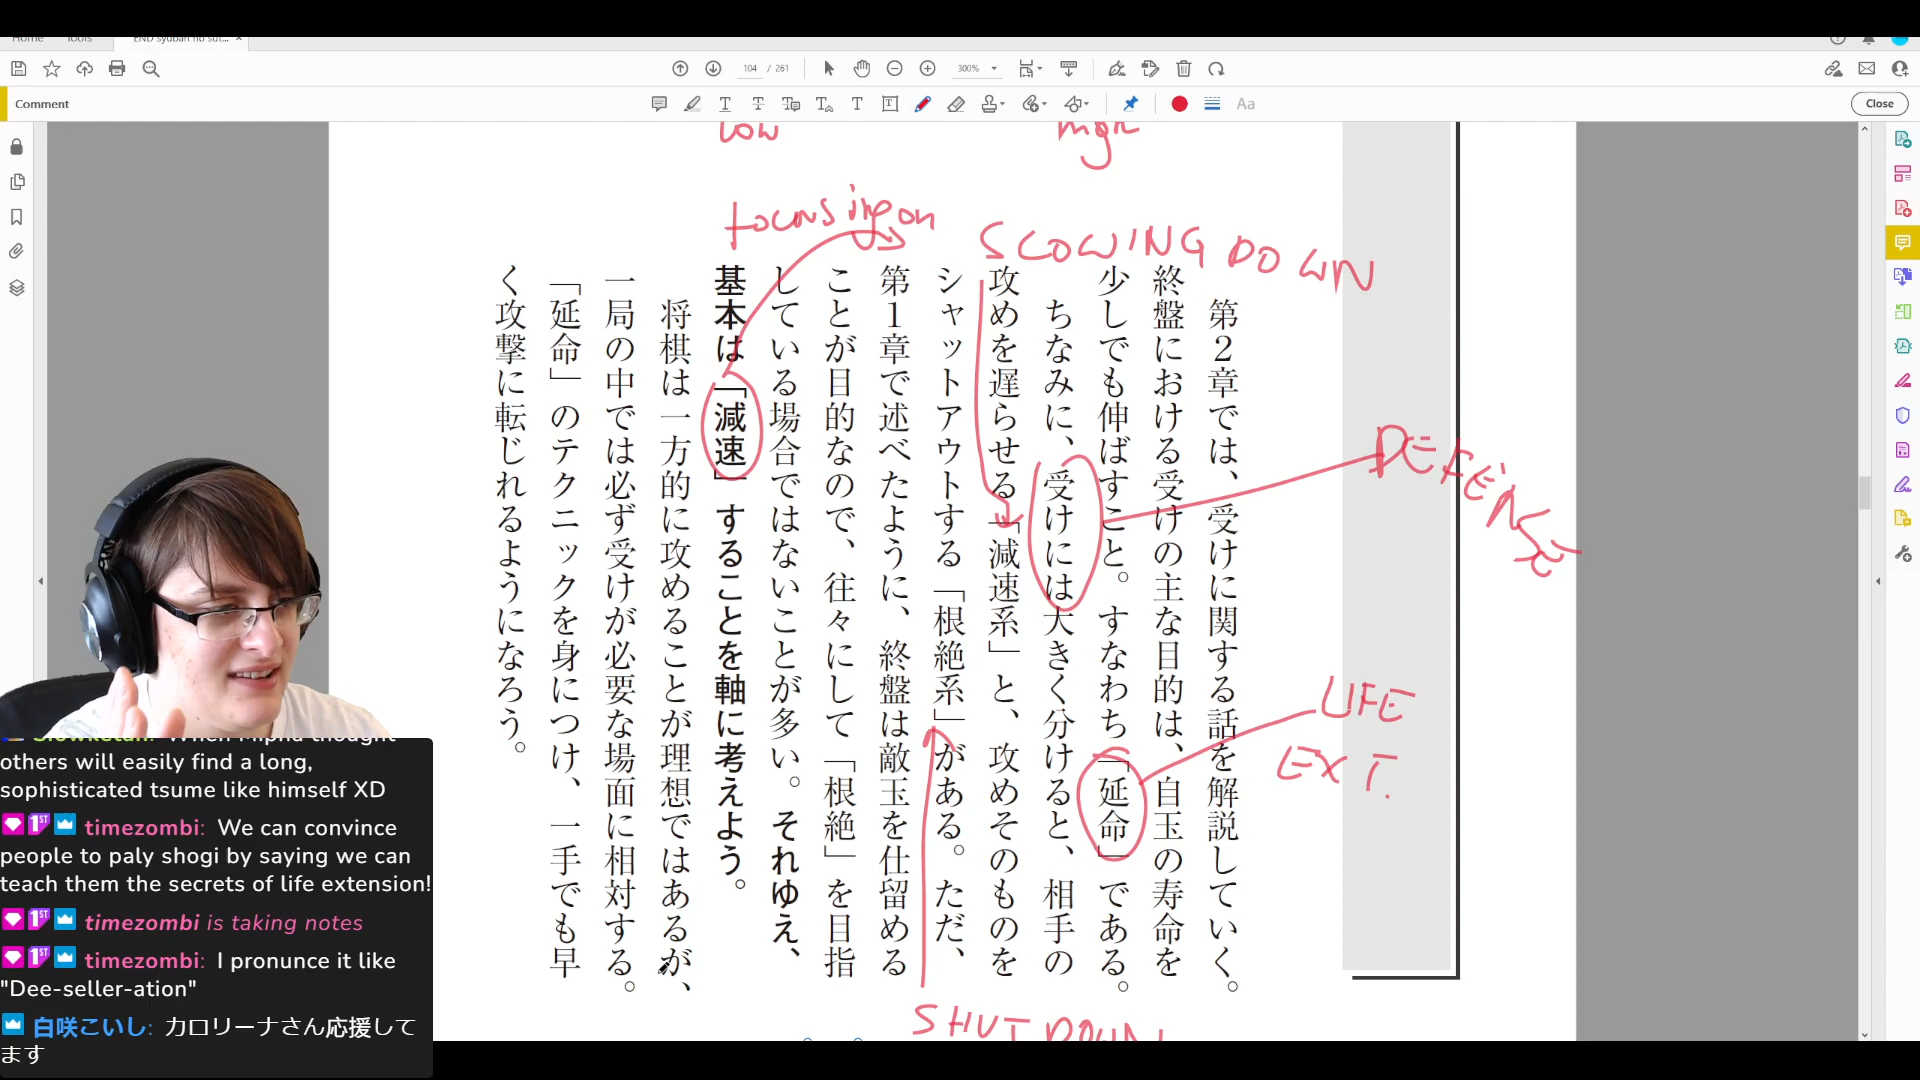 Home Tools END syuban no sut... ×
104 / 261 300%
Comment Aa Close
Low high
focusing on
SLOWING DOWN
DEFENSE
LIFE
EXT.
SHUT DOWN
第2章では、受けに関する話を解説していく。
終盤における受けの主な目的は、自玉の寿命を
少しでも伸ばすこと。すなわち「延命」である。
ちなみに、受けには大きく分けると、相手の
攻めを遅らせる「減速系」と、攻めそのものを
シャットアウトする「根絶系」がある。ただ、
第1章で述べたように、終盤は敵玉を仕留める
ことが目的なので、往々にして「根絶」を目指
している場合ではないことが多い。それゆえ、
基本は「減速」することを軸に考えよう。
将棋は一方的に攻めることが理想ではあるが、
一局の中では必ず受けが必要な場面に相対する。
「延命」のテクニックを身につけ、一手でも早
く攻撃に転じれるようになろう。
others will easily find a long,
sophisticated tsume like himself XD
timezombi: We can convince
people to paly shogi by saying we can
teach them the secrets of life extension!
timezombi is taking notes
timezombi: I pronounce it like
"Dee-seller-ation"
白咲こいし: カロリーナさん応援して
ます